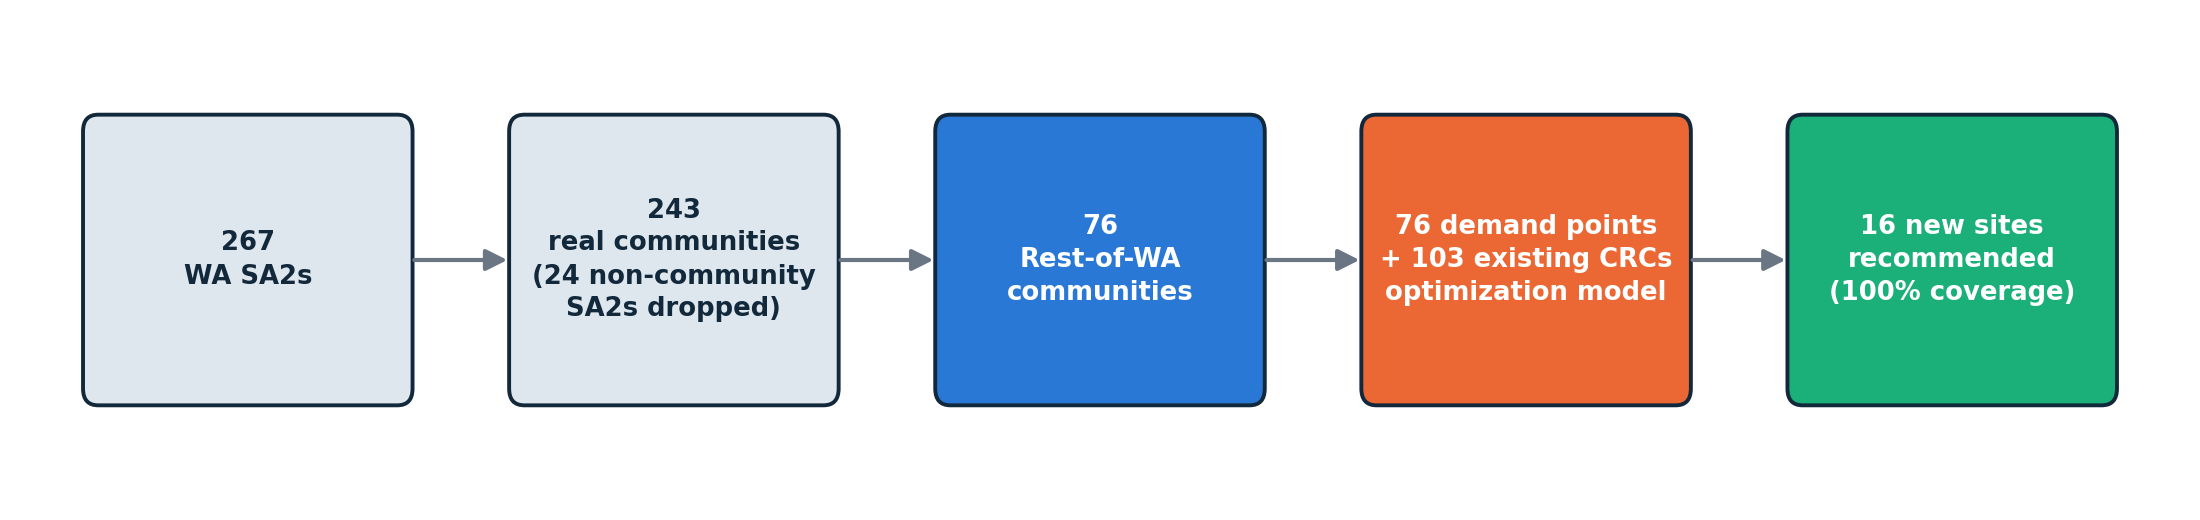 267
WA SA2s
243
real communities
(24 non-community
SA2s dropped)
76
Rest-of-WA
communities
76 demand points
+ 103 existing CRCs
optimization model
16 new sites
recommended
(100% coverage)